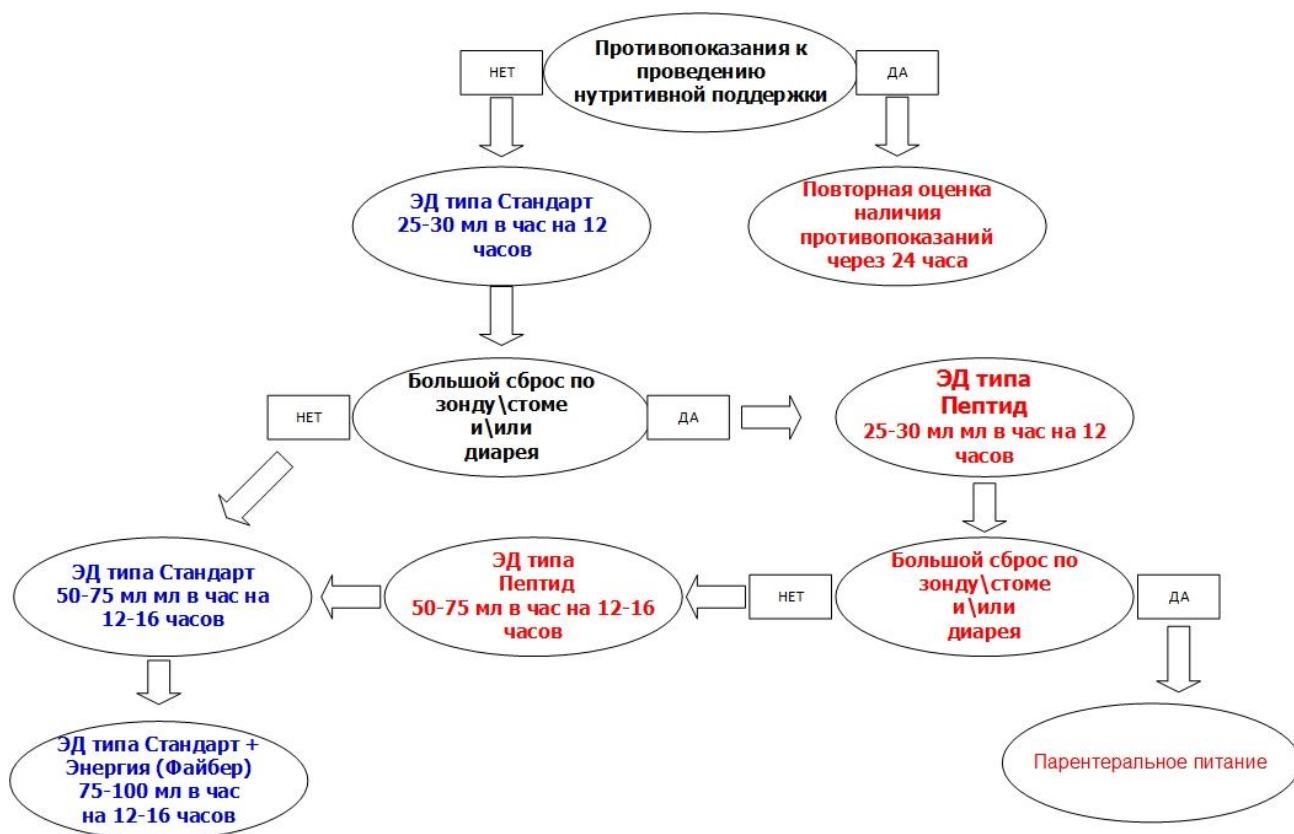 Противопоказания к
проведению
нутритивной поддержки
НЕТ
ДА
ЭД типа Стандарт
25-30 мл в час на 12
часов
Повторная оценка
наличия
противопоказаний
через 24 часа
Большой сброс по
зонду\стоме
и\или
диарея
НЕТ
ДА
ЭД типа
Пептид
25-30 мл мл в час на 12
часов
ЭД типа Стандарт
50-75 мл мл в час на
12-16 часов
ЭД типа
Пептид
50-75 мл в час на 12-16
часов
НЕТ
Большой сброс по
зонду\стоме
и\или
диарея
ДА
ЭД типа Стандарт +
Энергия (Файбер)
75-100 мл в час
на 12-16 часов
Парентеральное питание